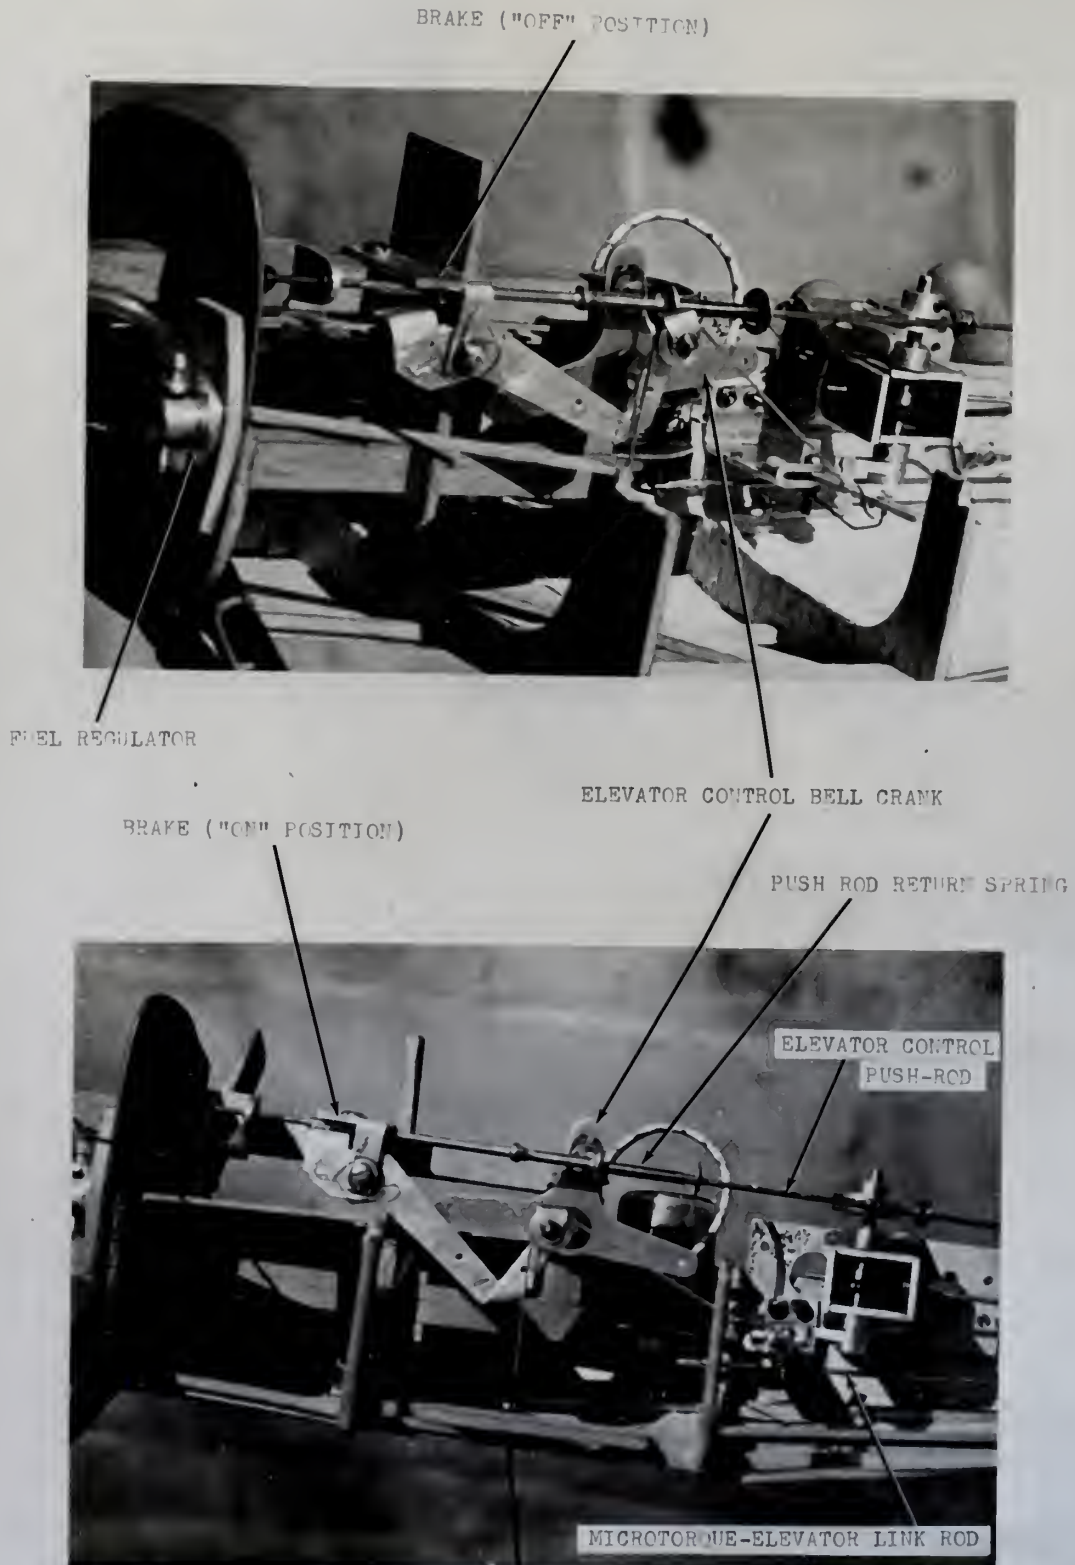 BRAKE ("OFF" POSITION)
FUEL REGULATOR
ELEVATOR CONTROL BELL CRANK
BRAKE ("ON" POSITION)
PUSH ROD RETURN SPRING
ELEVATOR CONTROL
PUSH-ROD
MICROTORQUE-ELEVATOR LINK ROD